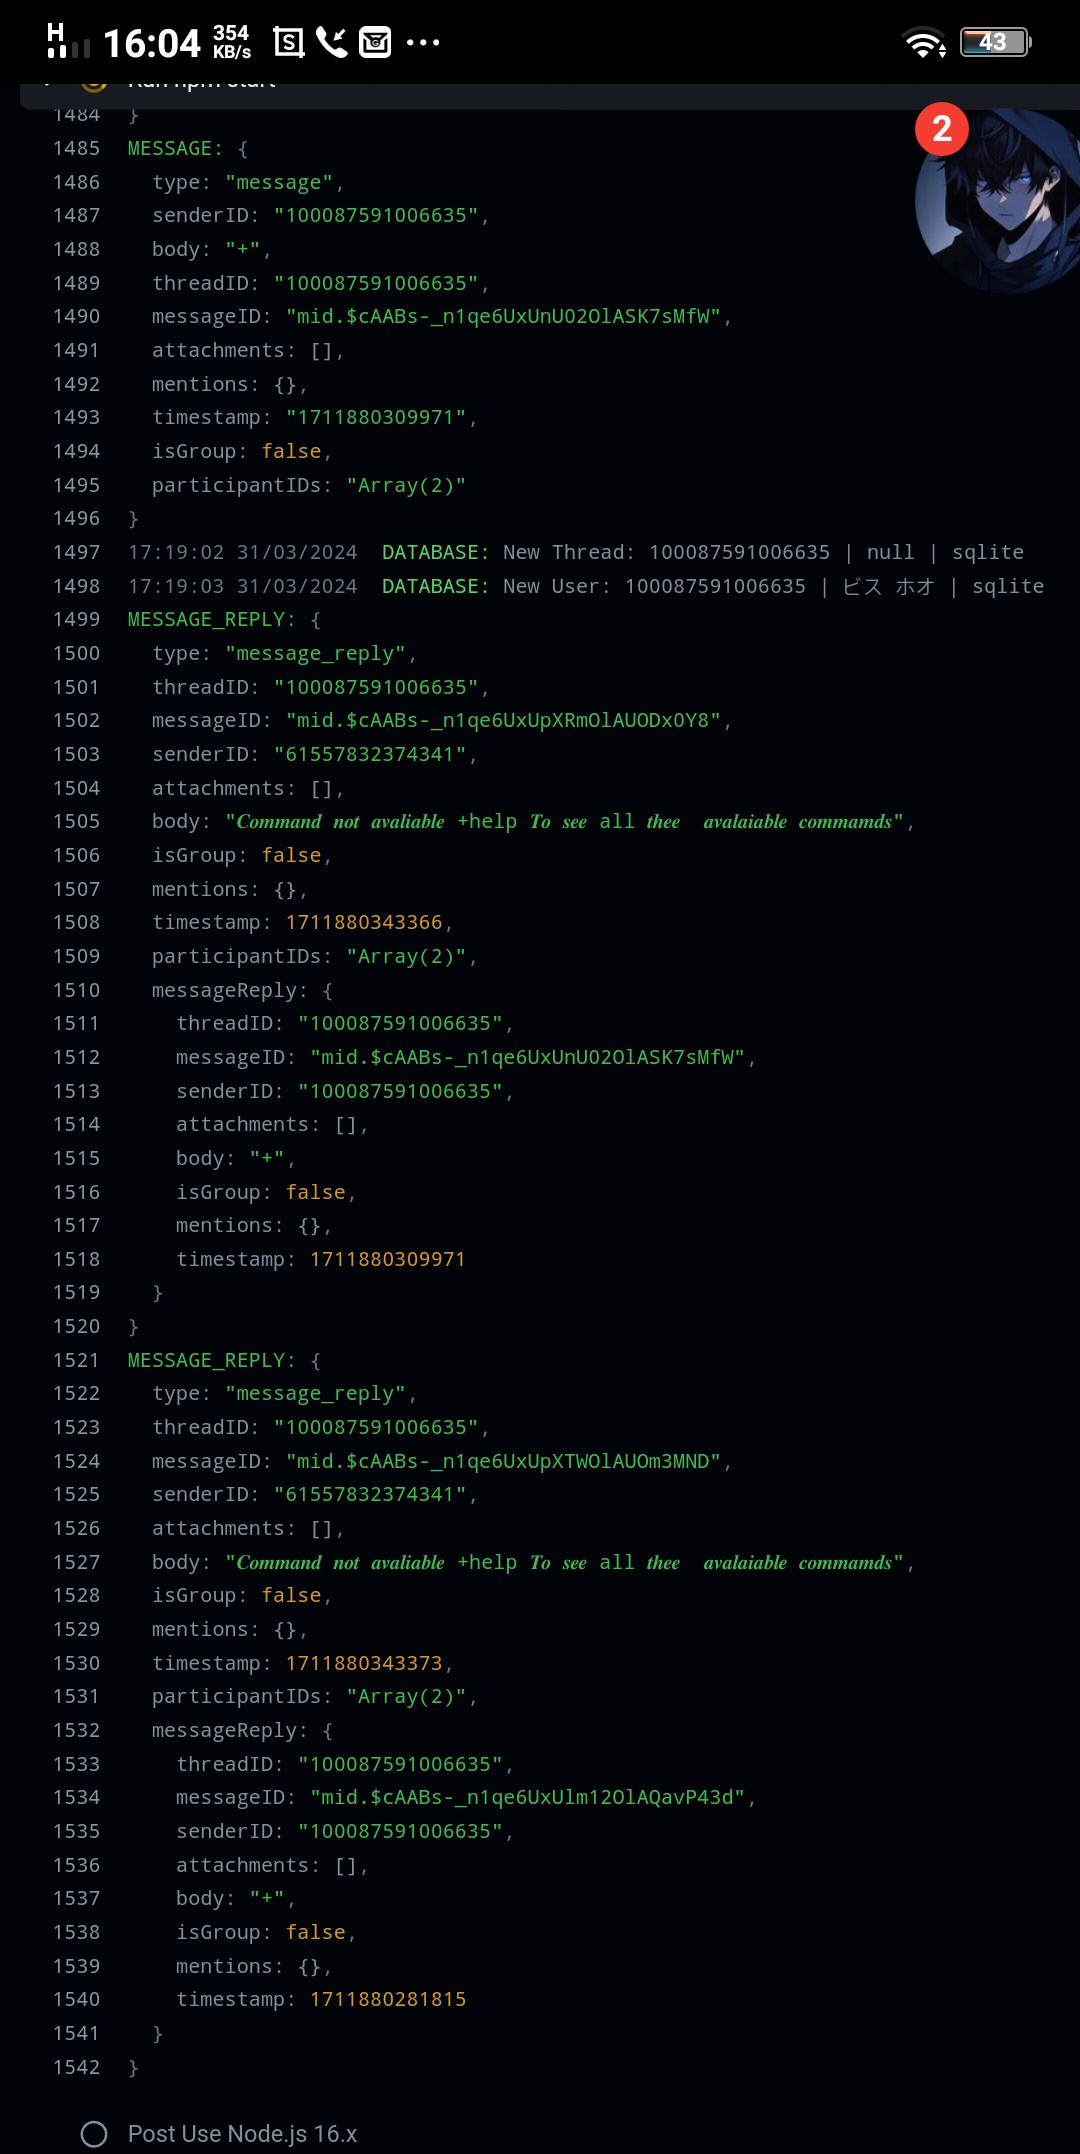 H 16:04 354 KB/s S 43
Run npm start
2
1484 }
1485 MESSAGE: {
1486 type: "message",
1487 senderID: "100087591006635",
1488 body: "+",
1489 threadID: "100087591006635",
1490 messageID: "mid.$cAABs-_n1qe6UxUnU02OlASK7sMfW",
1491 attachments: [],
1492 mentions: {},
1493 timestamp: "1711880309971",
1494 isGroup: false,
1495 participantIDs: "Array(2)"
1496 }
1497 17:19:02 31/03/2024 DATABASE: New Thread: 100087591006635 | null | sqlite
1498 17:19:03 31/03/2024 DATABASE: New User: 100087591006635 | ビス ホオ | sqlite
1499 MESSAGE_REPLY: {
1500 type: "message_reply",
1501 threadID: "100087591006635",
1502 messageID: "mid.$cAABs-_n1qe6UxUpXRmOlAUODx0Y8",
1503 senderID: "61557832374341",
1504 attachments: [],
1505 body: "𝑪𝒐𝒎𝒎𝒂𝒏𝒅 𝒏𝒐𝒕 𝒂𝒗𝒂𝒍𝒊𝒂𝒃𝒍𝒆 +help 𝑻𝒐 𝒔𝒆𝒆 all 𝒕𝒉𝒆𝒆 𝒂𝒗𝒂𝒍𝒂𝒊𝒂𝒃𝒍𝒆 𝒄𝒐𝒎𝒎𝒂𝒎𝒅𝒔",
1506 isGroup: false,
1507 mentions: {},
1508 timestamp: 1711880343366,
1509 participantIDs: "Array(2)",
1510 messageReply: {
1511 threadID: "100087591006635",
1512 messageID: "mid.$cAABs-_n1qe6UxUnU02OlASK7sMfW",
1513 senderID: "100087591006635",
1514 attachments: [],
1515 body: "+",
1516 isGroup: false,
1517 mentions: {},
1518 timestamp: 1711880309971
1519 }
1520 }
1521 MESSAGE_REPLY: {
1522 type: "message_reply",
1523 threadID: "100087591006635",
1524 messageID: "mid.$cAABs-_n1qe6UxUpXTWOlAUOm3MND",
1525 senderID: "61557832374341",
1526 attachments: [],
1527 body: "𝑪𝒐𝒎𝒎𝒂𝒏𝒅 𝒏𝒐𝒕 𝒂𝒗𝒂𝒍𝒊𝒂𝒃𝒍𝒆 +help 𝑻𝒐 𝒔𝒆𝒆 all 𝒕𝒉𝒆𝒆 𝒂𝒗𝒂𝒍𝒂𝒊𝒂𝒃𝒍𝒆 𝒄𝒐𝒎𝒎𝒂𝒎𝒅𝒔",
1528 isGroup: false,
1529 mentions: {},
1530 timestamp: 1711880343373,
1531 participantIDs: "Array(2)",
1532 messageReply: {
1533 threadID: "100087591006635",
1534 messageID: "mid.$cAABs-_n1qe6UxUlm12OlAQavP43d",
1535 senderID: "100087591006635",
1536 attachments: [],
1537 body: "+",
1538 isGroup: false,
1539 mentions: {},
1540 timestamp: 1711880281815
1541 }
1542 }
Post Use Node.js 16.x